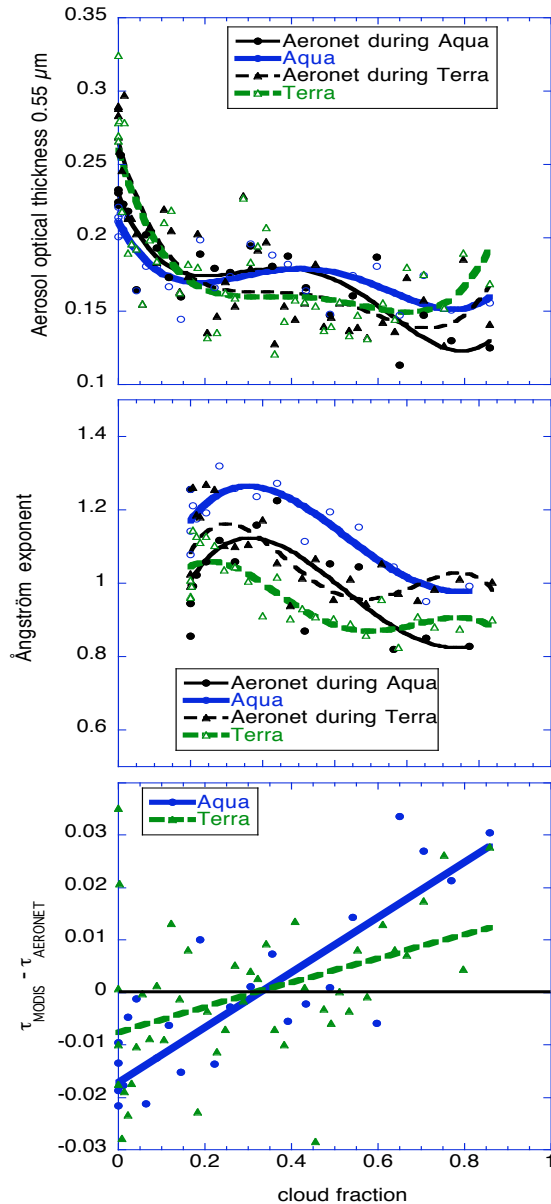 0.35
0.3
0.25
0.2
0.15
0.1
Aerosol optical thickness 0.55 µm
Aeronet during Aqua
Aqua
Aeronet during Terra
Terra
1.4
1.2
1
0.8
0.6
Ångström exponent
Aeronet during Aqua
Aqua
Aeronet during Terra
Terra
0.03
0.02
0.01
0
-0.01
-0.02
-0.03
τMODIS - τAERONET
Aqua
Terra
0 0.2 0.4 0.6 0.8 1
cloud fraction